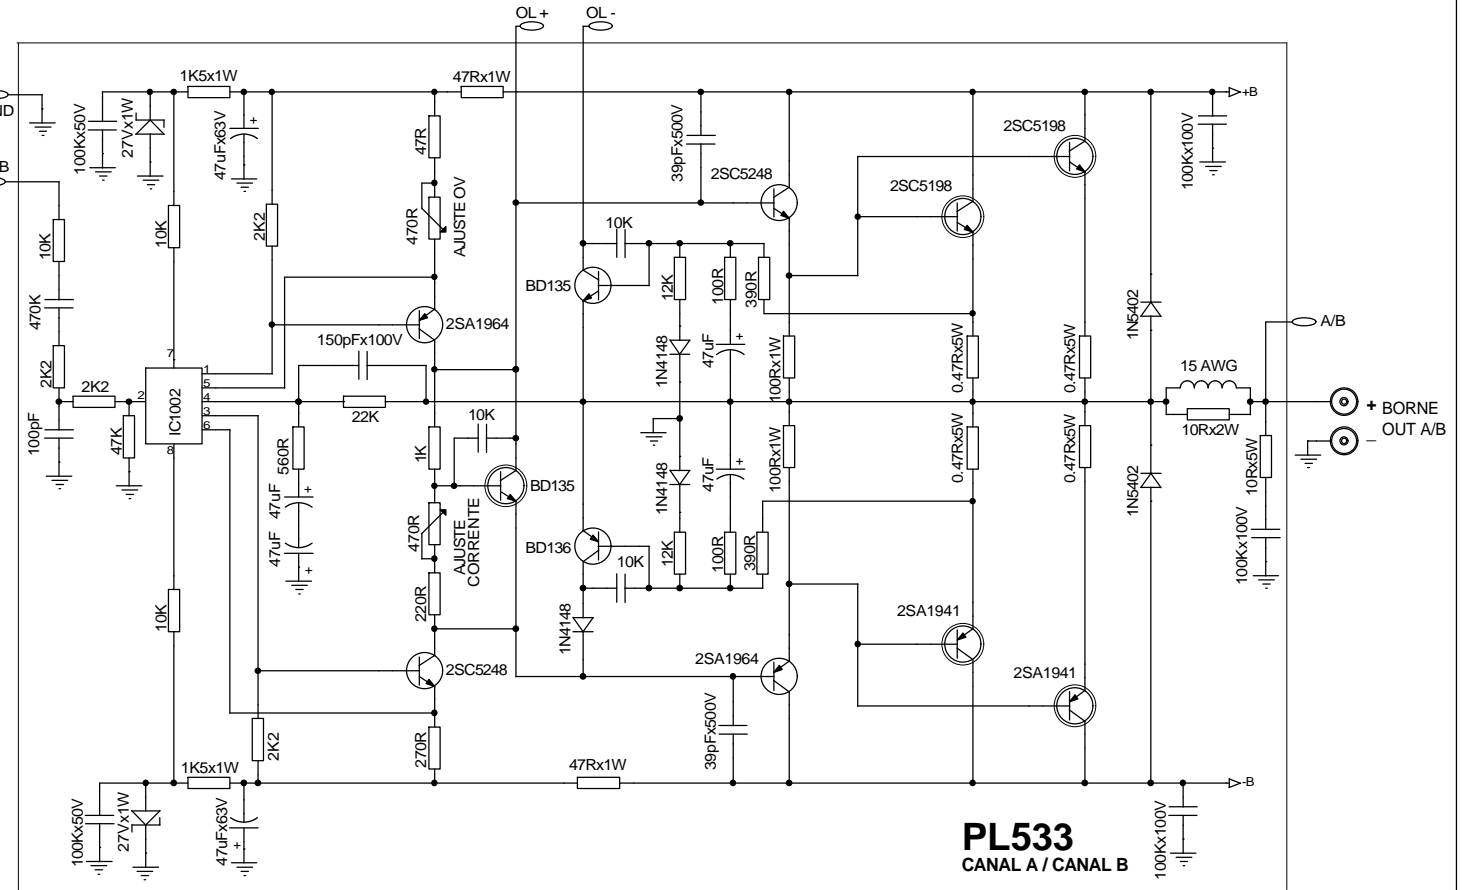 OL +
OL -
1K5x1W
47Rx1W
ND
100Kx50V
27Vx1W
47uFx63V
+
47R
39pFx500V
2SC5198
+B
100Kx100V
B
2SC5248
2SC5198
470R
AJUSTE OV
10K
10K
2K2
10K
BD135
12K
100R
390R
470K
2SA1964
150pFx100V
1N4148
47uF
+
100Rx1W
0.47Rx5W
0.47Rx5W
1N5402
A/B
2K2
2K2
7
1
5
2
4
3
6
8
IC1002
22K
15 AWG
10Rx2W
+ BORNE
OUT A/B
–
100pF
47K
560R
1K
10K
BD135
100Rx1W
0.47Rx5W
0.47Rx5W
10Rx5W
47uF
+
47uF
+
470R
AJUSTE
CORRENTE
1N4148
47uF
+
1N5402
BD136
10K
12K
100R
390R
100Kx100V
10K
220R
1N4148
2SA1941
2SC5248
2SA1964
2SA1941
2K2
270R
39pFx500V
1K5x1W
47Rx1W
-B
100Kx50V
27Vx1W
47uFx63V
+
100Kx100V
PL533
CANAL A / CANAL B